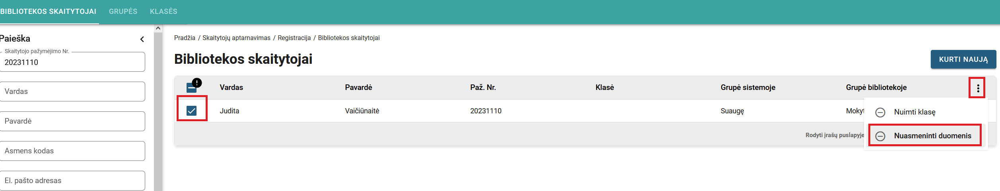 BIBLIOTEKOS SKAITYTOJAI GRUPĖS KLASĖS
Paieška
Skaitytojo pažymėjimo Nr.
20231110
Vardas
Pavardė
Asmens kodas
El. pašto adresas
Pradžia / Skaitytojų aptarnavimas / Registracija / Bibliotekos skaitytojai
Bibliotekos skaitytojai
KURTI NAUJĄ
Vardas Pavardė Paž. Nr. Klasė Grupė sistemoje Grupė bibliotekoje
Judita Vaičiūnaitė 20231110 Suaugę
Rodyti įrašų puslapyje
Nuimti klasę
Nuasmeninti duomenis